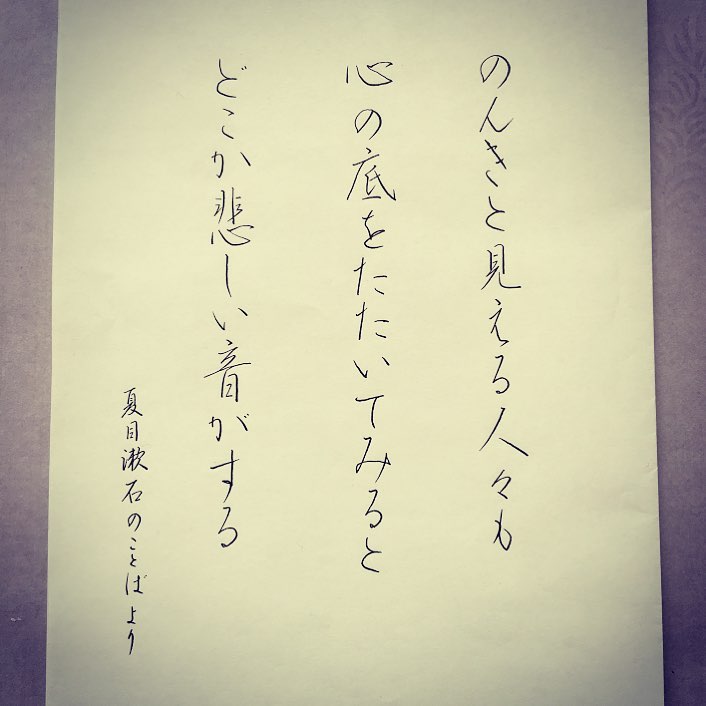 のんきと見える人々も
心の底をたたいてみると
どこか悲しい音がする
夏目漱石のことばより